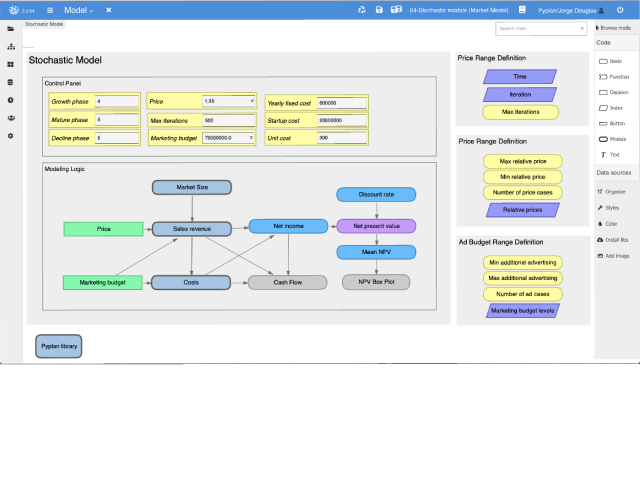 2.0.04
Model
04-Stochastic models (Market Model)
Pyplan/Jorge Douglas
Stochastic Model
Search node
Browse mode
Stochastic Model
Control Panel
Growth phase 4
Price 1.35
Yearly fixed cost 600000
Mature phase 5
Max Iterations 500
Startup cost 20000000
Decline phase 5
Marketing budget 75000000.0
Unit cost 300
Modeling Logic
Market Size
Discount rate
Price
Sales revenue
Net income
Net present value
Mean NPV
Marketing budget
Costs
Cash Flow
NPV Box Plot
Pyplan library
Price Range Definition
Time
Iteration
Max Iterations
Price Range Definition
Max relative price
Min relative price
Number of price cases
Relative prices
Ad Budget Range Definition
Min additional advertising
Max additional advertising
Number of ad cases
Marketing budget levels
Code
Node
Function
Decision
Index
Button
Module
T Text
Data sources
Organize
Styles
Color
Install libs
Add image